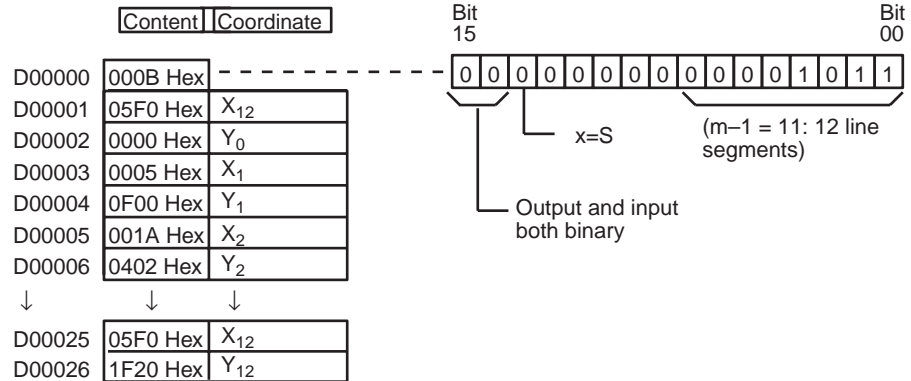 Content Coordinate
D00000 000B Hex
D00001 05F0 Hex X12
D00002 0000 Hex Y0
D00003 0005 Hex X1
D00004 0F00 Hex Y1
D00005 001A Hex X2
D00006 0402 Hex Y2
↓ ↓ ↓
D00025 05F0 Hex X12
D00026 1F20 Hex Y12
Bit
15
Bit
00
0 0 0 0 0 0 0 0 0 0 0 0 1 0 1 1
x=S
(m–1 = 11: 12 line
segments)
Output and input
both binary